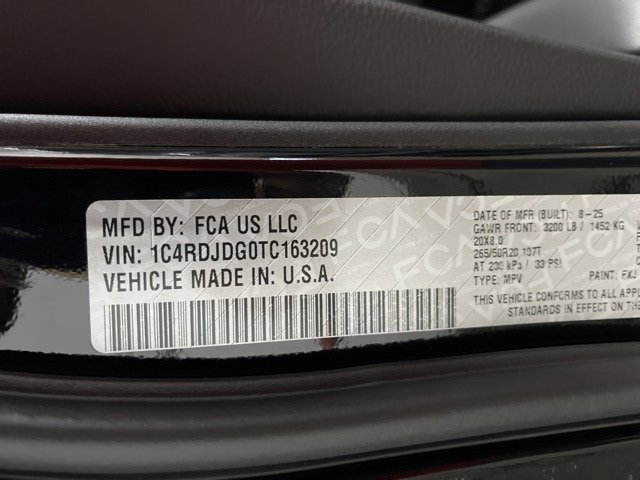 MFD BY: FCA US LLC
VIN: 1C4RDJDG0TC163209
VEHICLE MADE IN: U.S.A.
DATE OF MFR (BUILT): 8-25
GAWR FRONT: 3200 LB / 1452 KG
20X8.0
265/50R20 107T
AT 230 kPa / 33 PSI
TYPE: MPV
PAINT: FXJ
THIS VEHICLE CONFORMS TO ALL APPLI
STANDARDS IN EFFECT ON THE